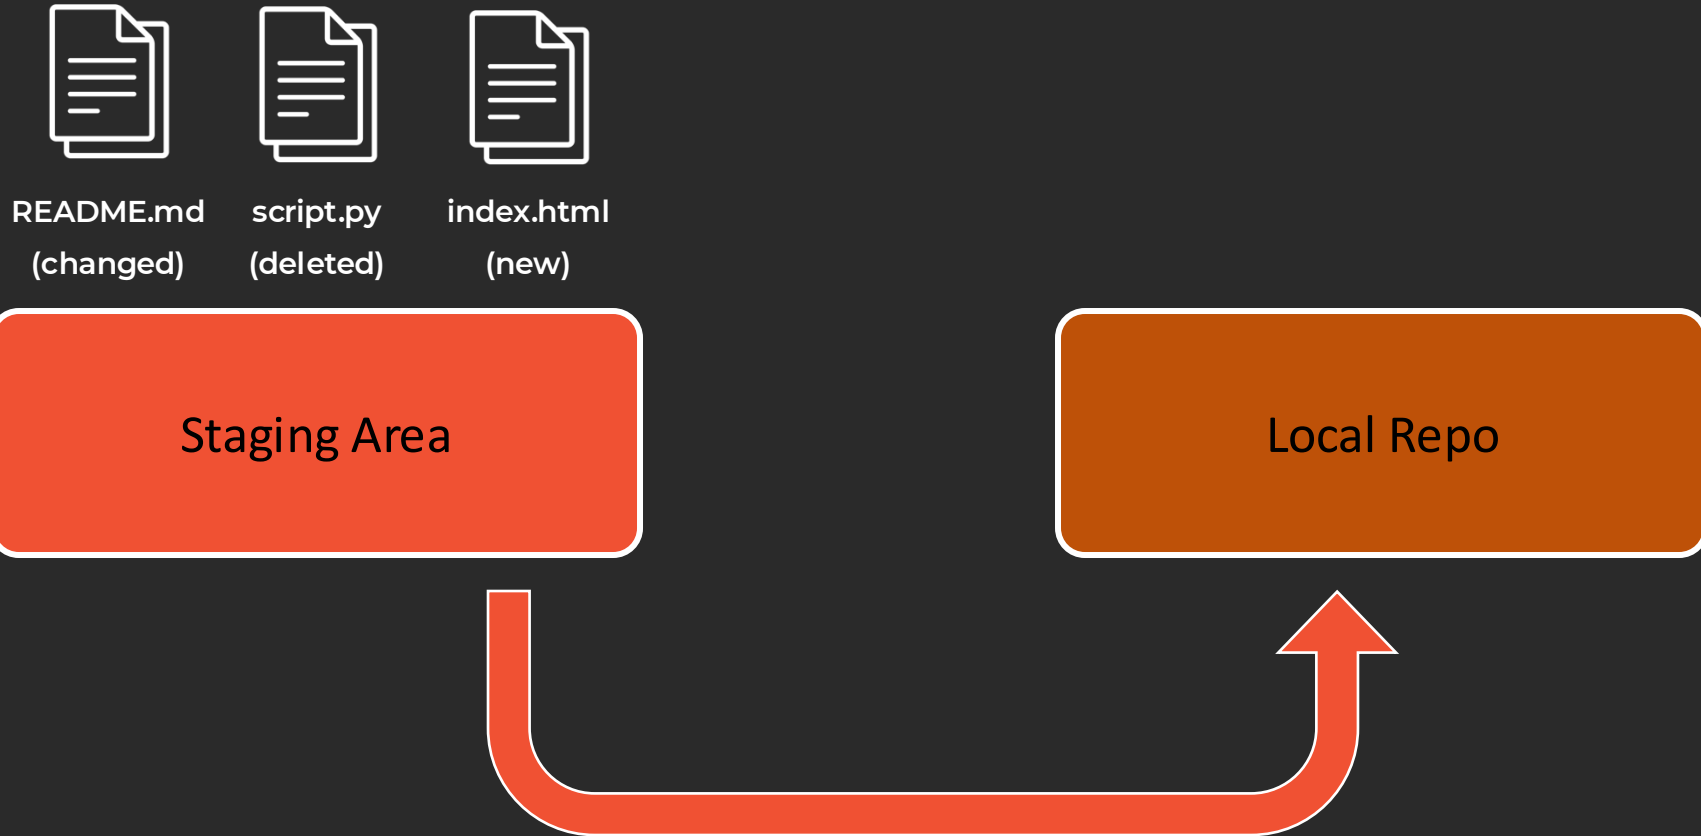 README.md
(changed)
script.py
(deleted)
index.html
(new)
Staging Area
Local Repo